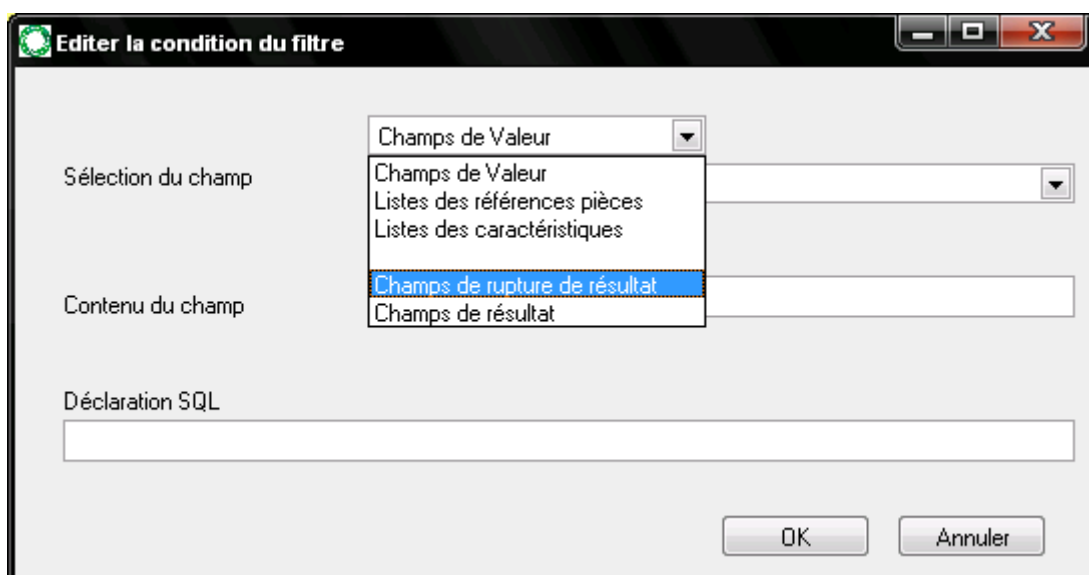 Editer la condition du filtre
Champs de Valeur
Sélection du champ
Champs de Valeur
Listes des références pièces
Listes des caractéristiques
Champs de rupture de résultat
Champs de résultat
Contenu du champ
Déclaration SQL
OK
Annuler